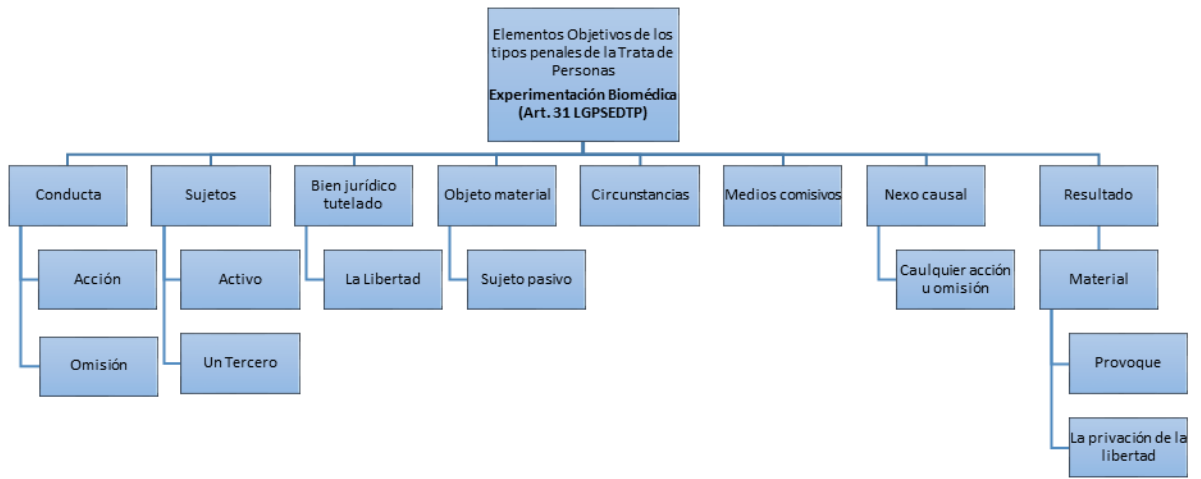 Elementos Objetivos de los
tipos penales de la Trata de
Personas
Experimentación Biomédica
(Art. 31 LGPSEDTP)
Conducta
Sujetos
Bien jurídico
tutelado
Objeto material
Circunstancias
Medios comisivos
Nexo causal
Resultado
Acción
Activo
La Libertad
Sujeto pasivo
Caulquier acción
u omisión
Material
Omisión
Un Tercero
Provoque
La privación de la
libertad